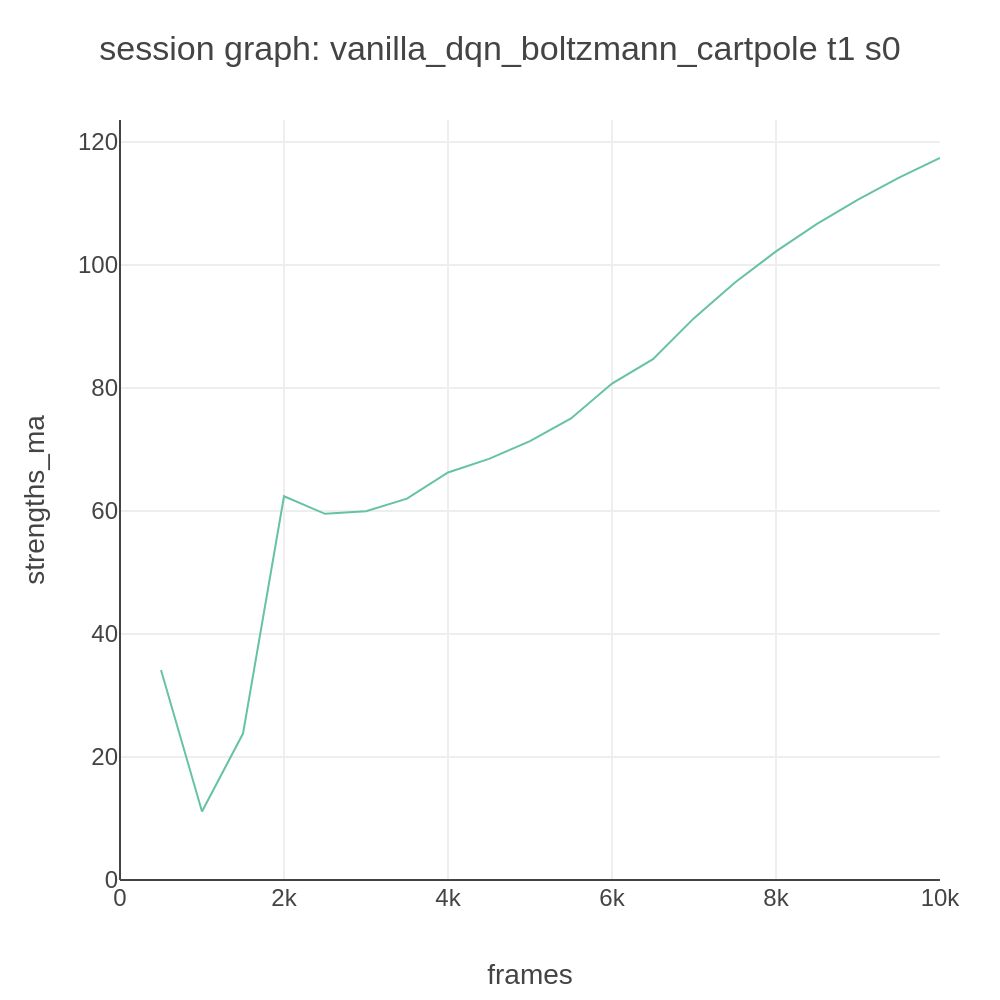 session graph: vanilla_dqn_boltzmann_cartpole t1 s0
120
100
80
60
40
20
0
strengths_ma
0 2k 4k 6k 8k 10k
frames